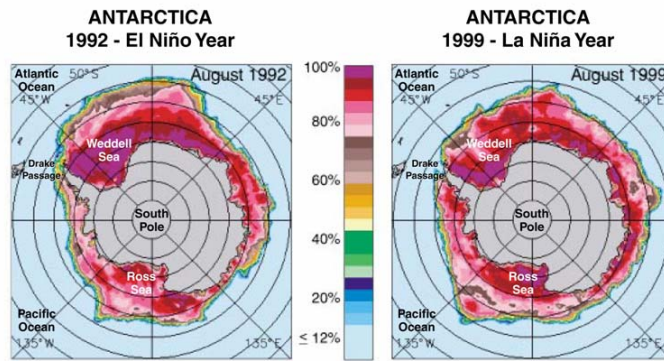 ANTARCTICA
1992 - El Niño Year
Atlantic
Ocean
50°S
August 1992
45°W
45°E
Weddell
Sea
Drake
Passage
South
Pole
Ross
Sea
Pacific
Ocean
135°W
135°E
100%
80%
60%
40%
20%
≤ 12%
ANTARCTICA
1999 - La Niña Year
Atlantic
Ocean
50°S
August 1999
45°W
45°E
Weddell
Sea
Drake
Passage
South
Pole
Ross
Sea
Pacific
Ocean
135°W
135°E